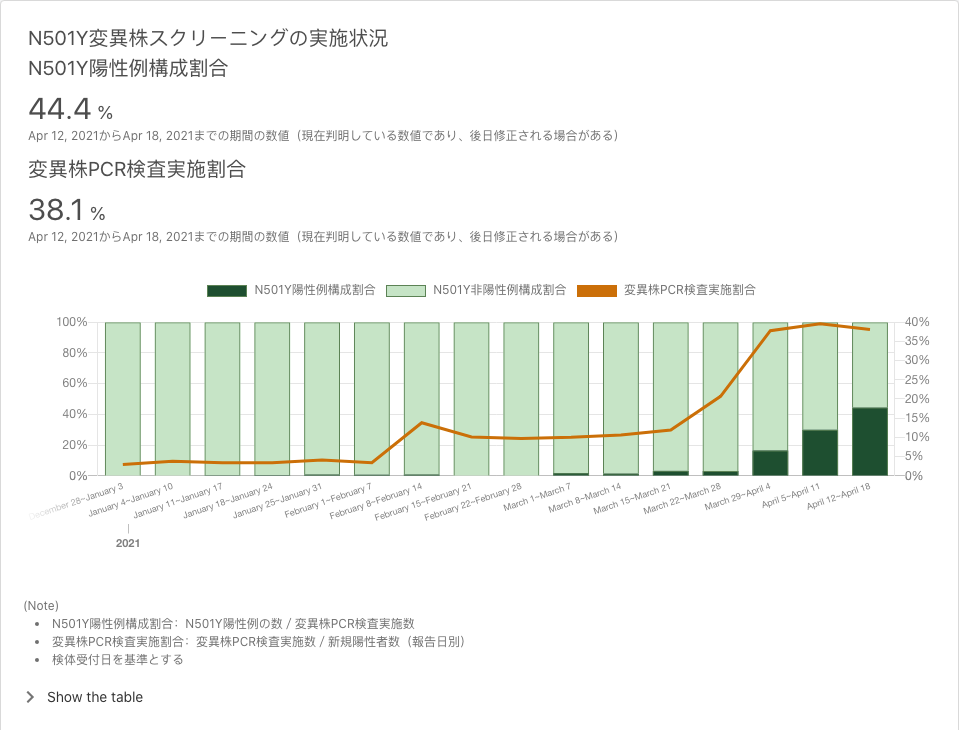 N501Y変異株スクリーニングの実施状況
N501Y陽性例構成割合
44.4 %
Apr 12, 2021からApr 18, 2021までの期間の数値（現在判明している数値であり、後日修正される場合がある）
変異株PCR検査実施割合
38.1 %
Apr 12, 2021からApr 18, 2021までの期間の数値（現在判明している数値であり、後日修正される場合がある）
N501Y陽性例構成割合 N501Y非陽性例構成割合 変異株PCR検査実施割合
100% 40%
35%
80%
30%
60% 25%
20%
40%
15%
20% 10%
5%
0% 0%
December 28~January 3
January 4~January 10
January 11~January 17
January 18~January 24
January 25~January 31
February 1~February 7
February 8~February 14
February 15~February 21
February 22~February 28
March 1~March 7
March 8~March 14
March 15~March 21
March 22~March 28
March 29~April 4
April 5~April 11
April 12~April 18
2021
(Note)
• N501Y陽性例構成割合：N501Y陽性例の数 / 変異株PCR検査実施数
• 変異株PCR検査実施割合：変異株PCR検査実施数 / 新規陽性者数（報告日別）
• 検体受付日を基準とする
Show the table